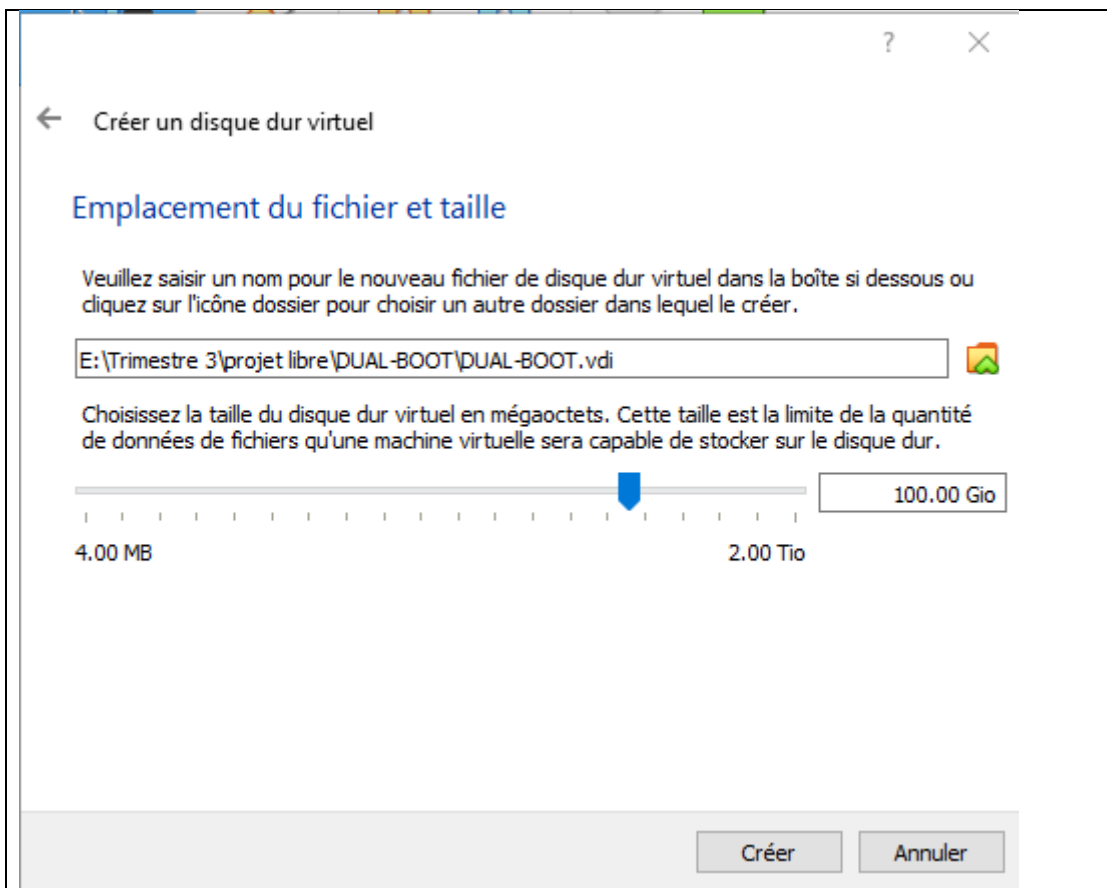 ?
Créer un disque dur virtuel
Emplacement du fichier et taille
Veuillez saisir un nom pour le nouveau fichier de disque dur virtuel dans la boîte si dessous ou
cliquez sur l'icône dossier pour choisir un autre dossier dans lequel le créer.
E:\Trimestre 3\projet libre\DUAL-BOOT\DUAL-BOOT.vdi
Choisissez la taille du disque dur virtuel en mégaoctets. Cette taille est la limite de la quantité
de données de fichiers qu'une machine virtuelle sera capable de stocker sur le disque dur.
100.00 Gio
4.00 MB 2.00 Tio
Créer Annuler